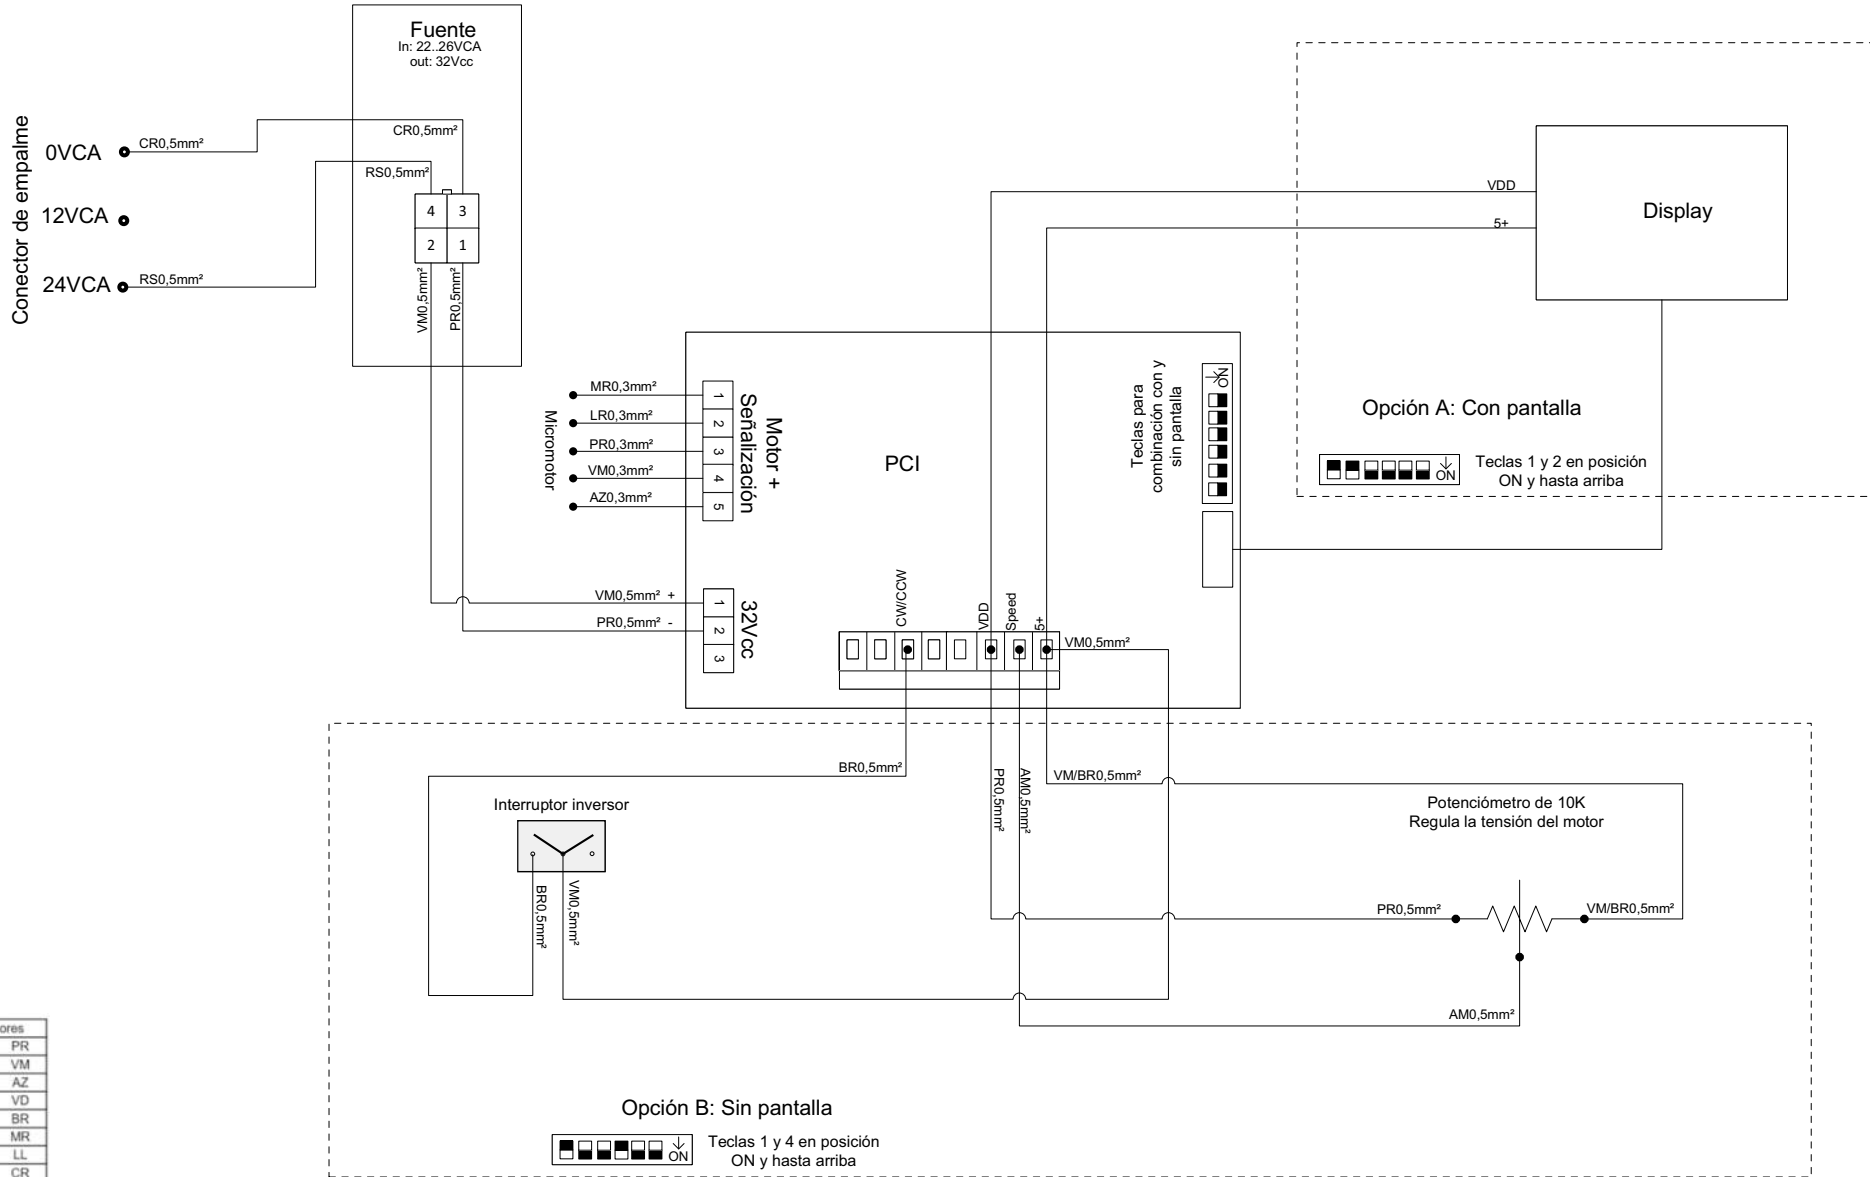 Fuente
In: 22..26VCA
out: 32Vcc
Conector de empalme
0VCA
CR0,5mm²
CR0,5mm²
RS0,5mm²
12VCA
24VCA
RS0,5mm²
4
3
2
1
VM0,5mm²
PR0,5mm²
VDD
5+
Display
Opción A: Con pantalla
ON
Teclas 1 y 2 en posición
ON y hasta arriba
Micromotor
MR0,3mm²
LR0,3mm²
PR0,3mm²
VM0,3mm²
AZ0,3mm²
1
2
3
4
5
Motor +
Señalización
PCI
Teclas para
combinación con y
sin pantalla
ON
VM0,5mm² +
PR0,5mm² -
1
2
3
32Vcc
CW/CCW
VDD
Speed
5+
VM0,5mm²
BR0,5mm²
PR0,5mm²
AM0,5mm²
VM/BR0,5mm²
Interruptor inversor
BR0,5mm²
VM0,5mm²
Potenciómetro de 10K
Regula la tensión del motor
PR0,5mm²
VM/BR0,5mm²
AM0,5mm²
Opción B: Sin pantalla
ON
Teclas 1 y 4 en posición
ON y hasta arriba
ores
PR
VM
AZ
VD
BR
MR
LL
CR